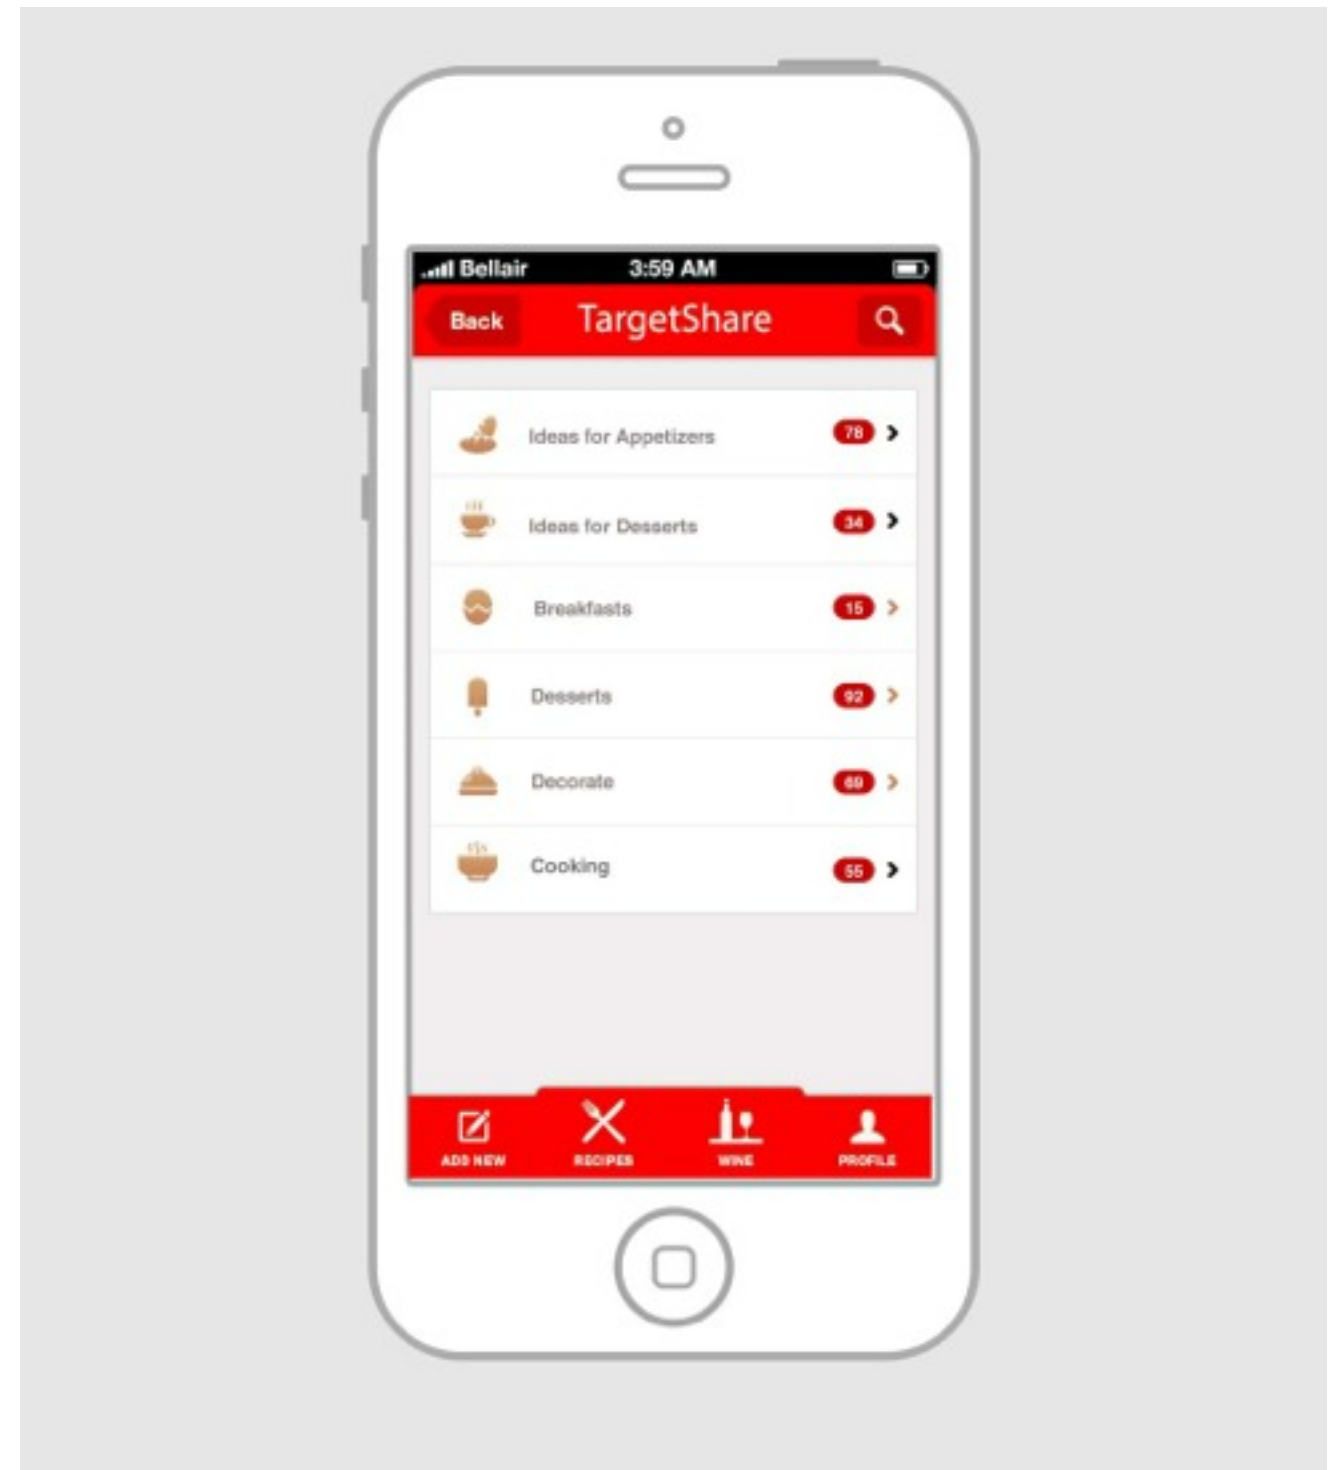 Bellair 3:59 AM
Back TargetShare
Ideas for Appetizers 78
Ideas for Desserts 34
Breakfasts 15
Desserts 92
Decorate 69
Cooking 55
ADD NEW RECIPES WINE PROFILE